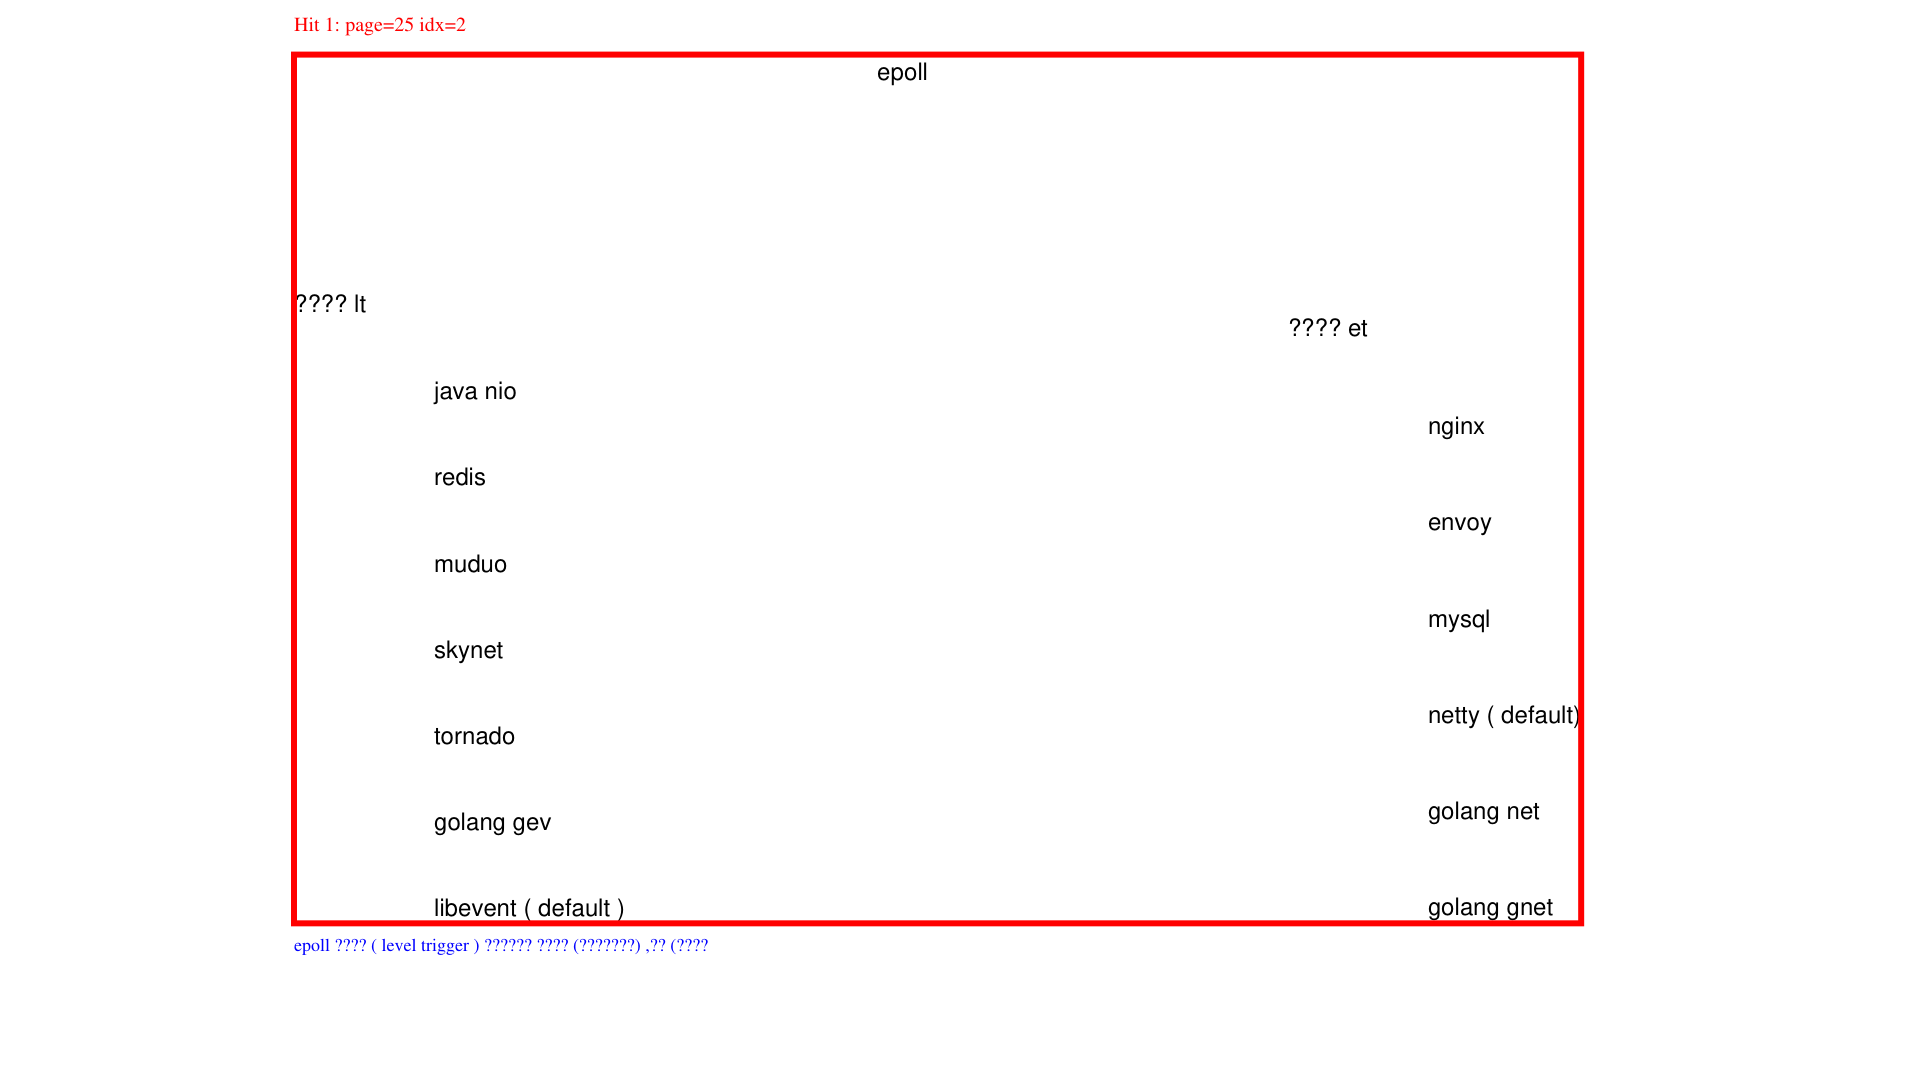 Hit 1: page=25 idx=2
epoll
???? lt
???? et
java nio
nginx
redis
envoy
muduo
mysql
skynet
netty ( default)
tornado
golang net
golang gev
golang gnet
libevent ( default )
epoll ???? ( level trigger ) ?????? ???? (???????) ,?? (????